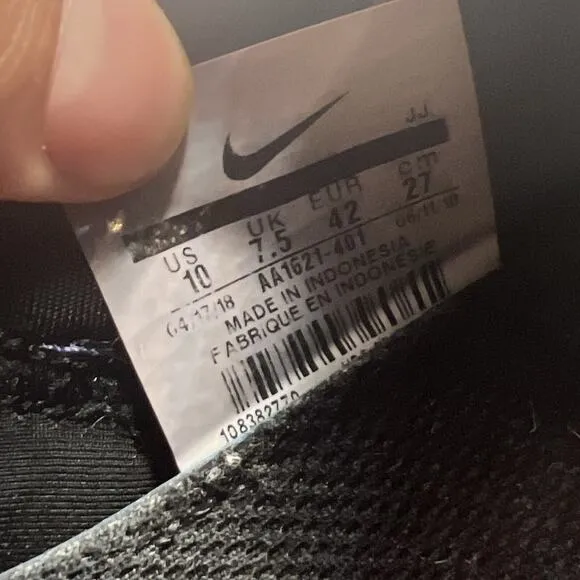 JJ
US UK EUR cm
10 7.5 42 27
04/17/18 AA1621-401 06/11/18
MADE IN INDONESIA
FABRIQUE EN INDONESIE